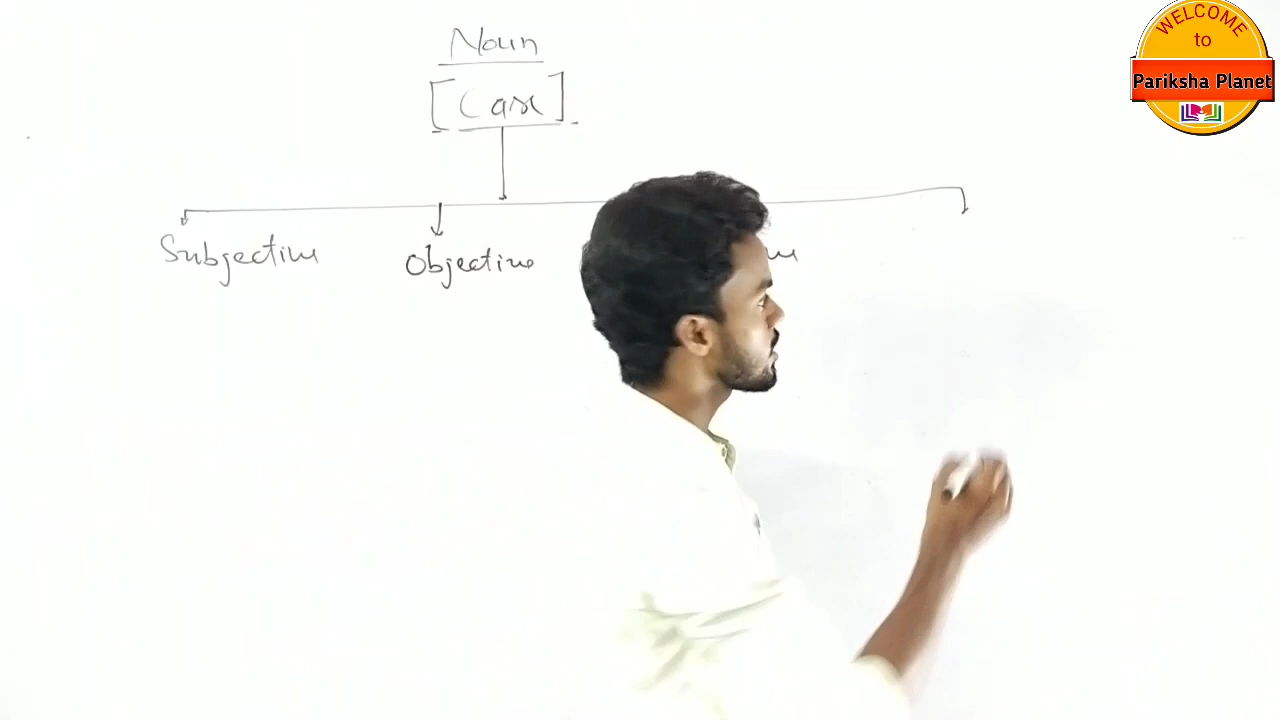 Noun
[Case]
Subjective Objective
WELCOME
to
Pariksha Planet